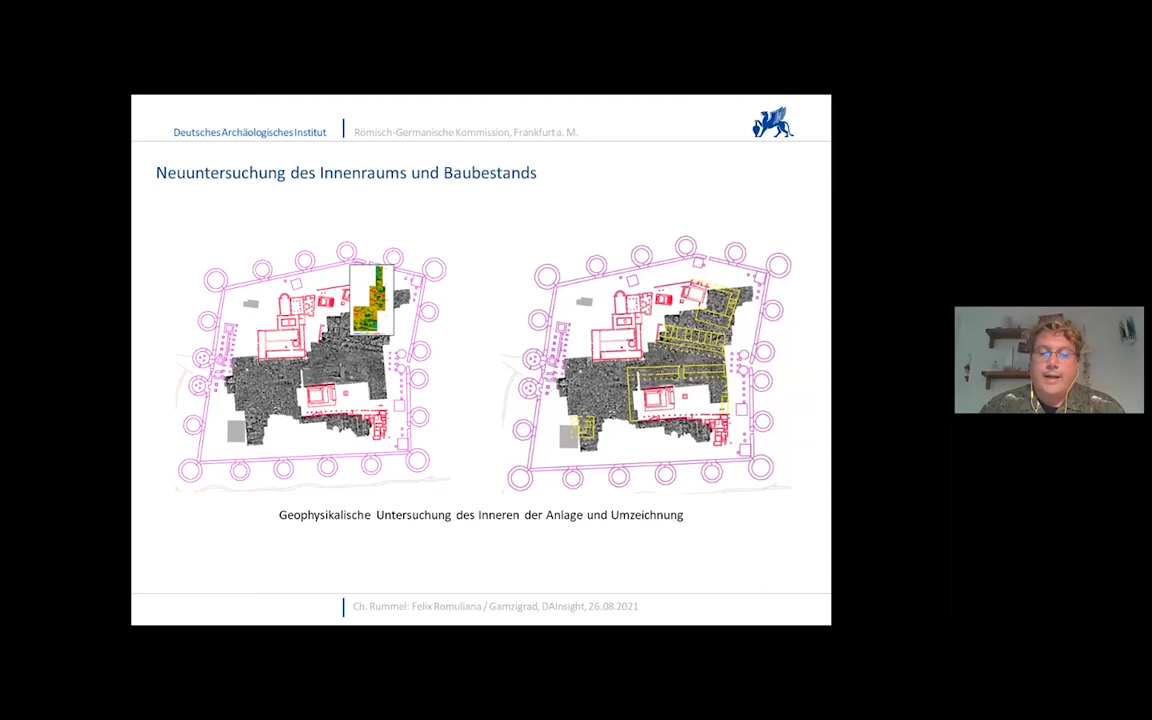 Deutsches Archäologisches Institut
Römisch-Germanische Kommission, Frankfurt a. M.
Neuuntersuchung des Innenraums und Baubestands
Geophysikalische Untersuchung des Inneren der Anlage und Umzeichnung
Ch. Rummel: Felix Romuliana / Gamzigrad, DAInsight, 26.08.2021